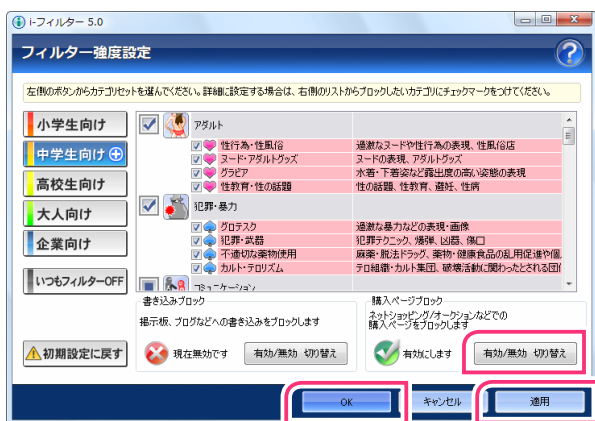 i-フィルター 5.0
フィルター強度設定
左側のボタンからカテゴリセットを選んでください。詳細に設定する場合は、右側のリストからブロックしたいカテゴリにチェックマークをつけてください。
小学生向け
中学生向け
高校生向け
大人向け
企業向け
いつもフィルターOFF
初期設定に戻す
アダルト
性行為・性風俗 過激なヌードや性行為の表現、性風俗店
ヌード・アダルトグッズ ヌードの表現、アダルトグッズ
グラビア 水着・下着姿など露出度の高い姿態の表現
性教育・性の話題 性の話題、性教育、避妊、性病
犯罪・暴力
グロテスク 過激な暴力などの表現・画像
犯罪・武器 犯罪テクニック、爆弾、凶器、傷口
不適切な薬物使用 麻薬・脱法ドラッグ、薬物・健康食品の乱用促進や個
カルト・テロリズム テロ組織・カルト集団、破壊活動に関わったとされる団
コミュニケーション
書き込みブロック
掲示板、ブログなどへの書き込みをブロックします
現在無効です
有効/無効 切り替え
購入ページブロック
ネットショッピング/オークションなどでの
購入ページをブロックします
有効にします
有効/無効 切り替え
OK
キャンセル
適用